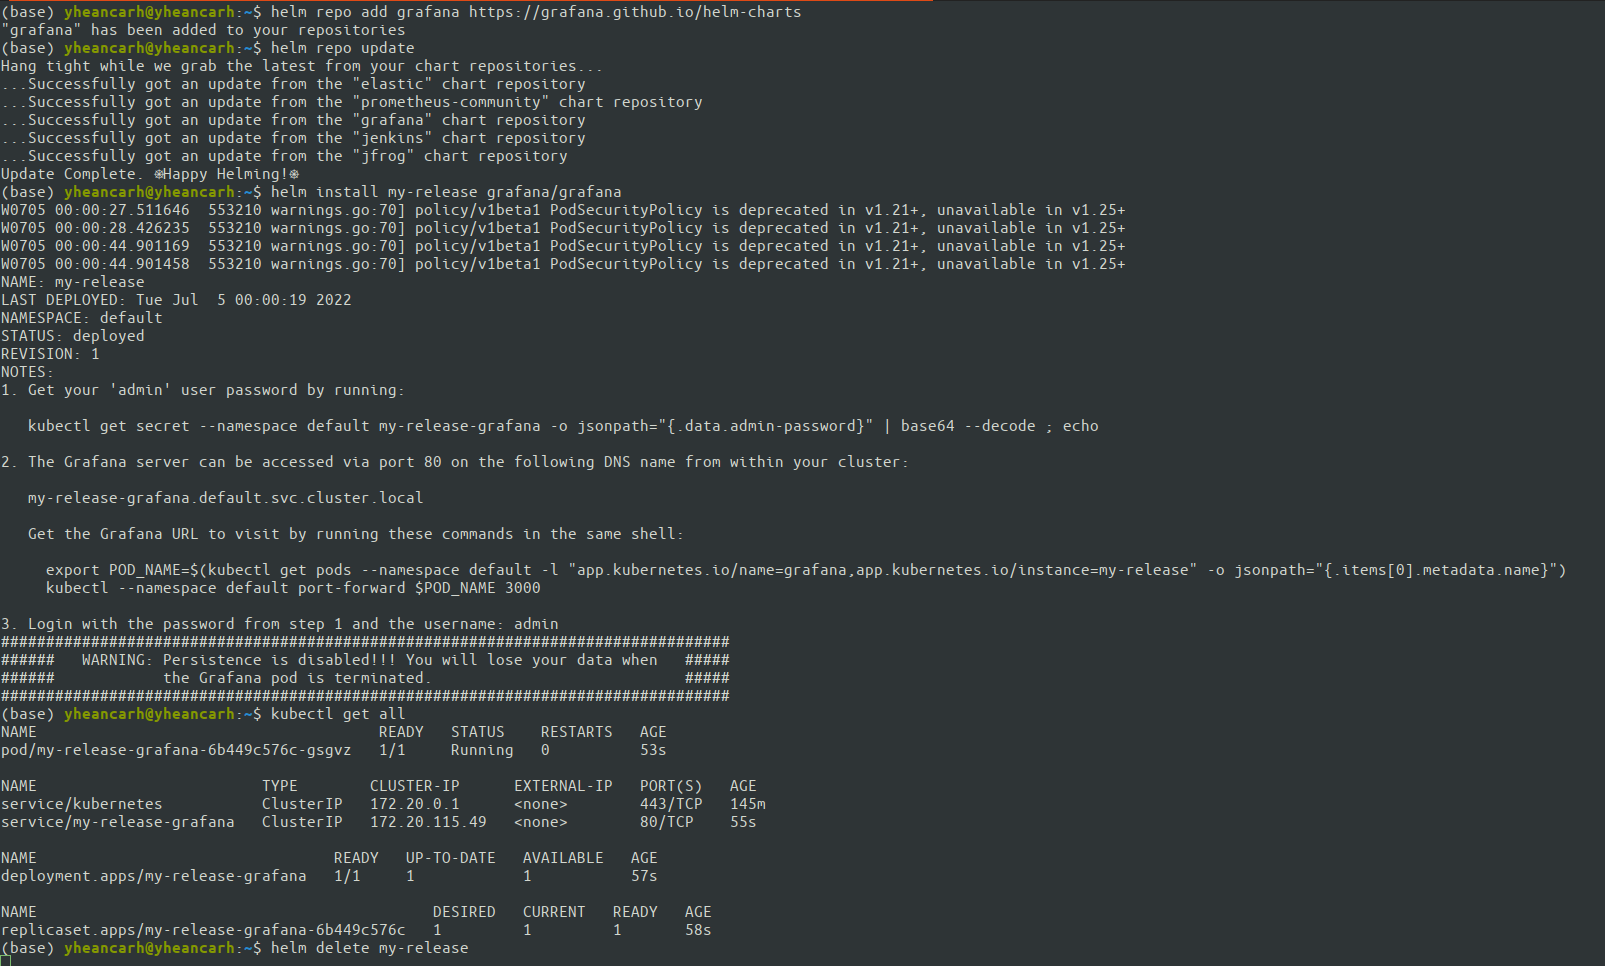 (base) yheancarh@yheancarh:~$ helm repo add grafana https://grafana.github.io/helm-charts
"grafana" has been added to your repositories
(base) yheancarh@yheancarh:~$ helm repo update
Hang tight while we grab the latest from your chart repositories...
...Successfully got an update from the "elastic" chart repository
...Successfully got an update from the "prometheus-community" chart repository
...Successfully got an update from the "grafana" chart repository
...Successfully got an update from the "jenkins" chart repository
...Successfully got an update from the "jfrog" chart repository
Update Complete. ⎈Happy Helming!⎈
(base) yheancarh@yheancarh:~$ helm install my-release grafana/grafana
W0705 00:00:27.511646  553210 warnings.go:70] policy/v1beta1 PodSecurityPolicy is deprecated in v1.21+, unavailable in v1.25+
W0705 00:00:28.426235  553210 warnings.go:70] policy/v1beta1 PodSecurityPolicy is deprecated in v1.21+, unavailable in v1.25+
W0705 00:00:44.901169  553210 warnings.go:70] policy/v1beta1 PodSecurityPolicy is deprecated in v1.21+, unavailable in v1.25+
W0705 00:00:44.901458  553210 warnings.go:70] policy/v1beta1 PodSecurityPolicy is deprecated in v1.21+, unavailable in v1.25+
NAME: my-release
LAST DEPLOYED: Tue Jul  5 00:00:19 2022
NAMESPACE: default
STATUS: deployed
REVISION: 1
NOTES:
1. Get your 'admin' user password by running:
   kubectl get secret --namespace default my-release-grafana -o jsonpath="{.data.admin-password}" | base64 --decode ; echo
2. The Grafana server can be accessed via port 80 on the following DNS name from within your cluster:
   my-release-grafana.default.svc.cluster.local
   Get the Grafana URL to visit by running these commands in the same shell:
     export POD_NAME=$(kubectl get pods --namespace default -l "app.kubernetes.io/name=grafana,app.kubernetes.io/instance=my-release" -o jsonpath="{.items[0].metadata.name}")
     kubectl --namespace default port-forward $POD_NAME 3000
3. Login with the password from step 1 and the username: admin
#################################################################################
######   WARNING: Persistence is disabled!!! You will lose your data when   #####
######            the Grafana pod is terminated.                            #####
#################################################################################
(base) yheancarh@yheancarh:~$ kubectl get all
NAME                                      READY   STATUS    RESTARTS   AGE
pod/my-release-grafana-6b449c576c-gsgvz   1/1     Running   0          53s
NAME                         TYPE        CLUSTER-IP      EXTERNAL-IP   PORT(S)   AGE
service/kubernetes           ClusterIP   172.20.0.1      <none>        443/TCP   145m
service/my-release-grafana   ClusterIP   172.20.115.49   <none>        80/TCP    55s
NAME                                 READY   UP-TO-DATE   AVAILABLE   AGE
deployment.apps/my-release-grafana   1/1     1            1           57s
NAME                                            DESIRED   CURRENT   READY   AGE
replicaset.apps/my-release-grafana-6b449c576c   1         1         1       58s
(base) yheancarh@yheancarh:~$ helm delete my-release